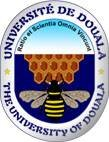 UNIVERSITÉ DE DOUALA
Ratio et Scientia Omnia Vincunt
THE UNIVERSITY OF DOUALA